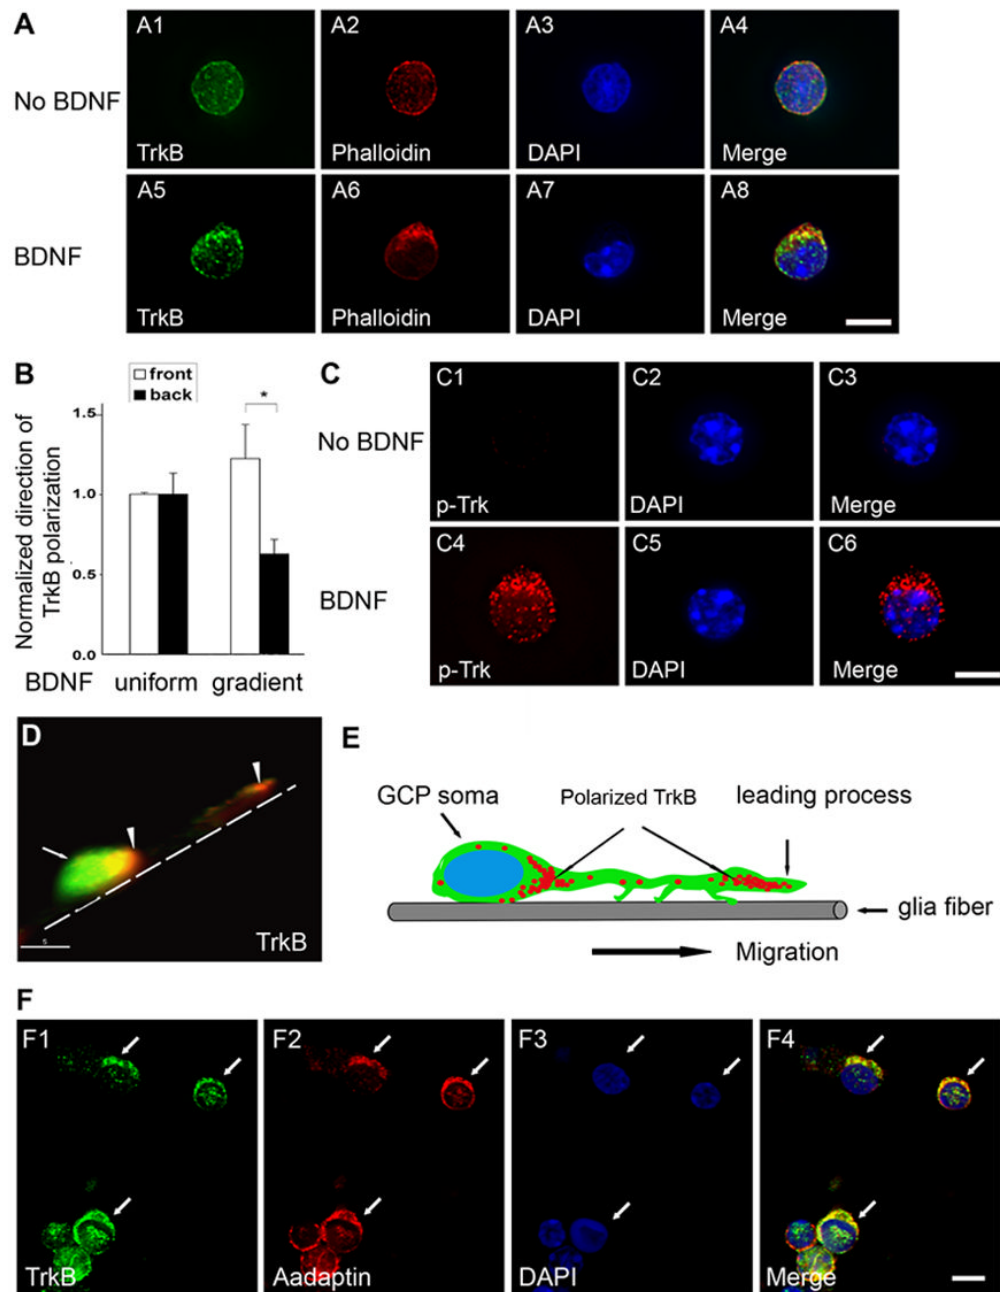 A
No BDNF
A1
TrkB
A2
Phalloidin
A3
DAPI
A4
Merge
BDNF
A5
TrkB
A6
Phalloidin
A7
DAPI
A8
Merge
B
front
back
*
Normalized direction of
TrkB polarization
1.5
1.0
0.5
0.0
BDNF uniform gradient
C
No BDNF
C1
p-Trk
C2
DAPI
C3
Merge
BDNF
C4
p-Trk
C5
DAPI
C6
Merge
D
5
TrkB
E
GCP soma
Polarized TrkB
leading process
glia fiber
Migration
F
F1
TrkB
F2
Aadaptin
F3
DAPI
F4
Merge